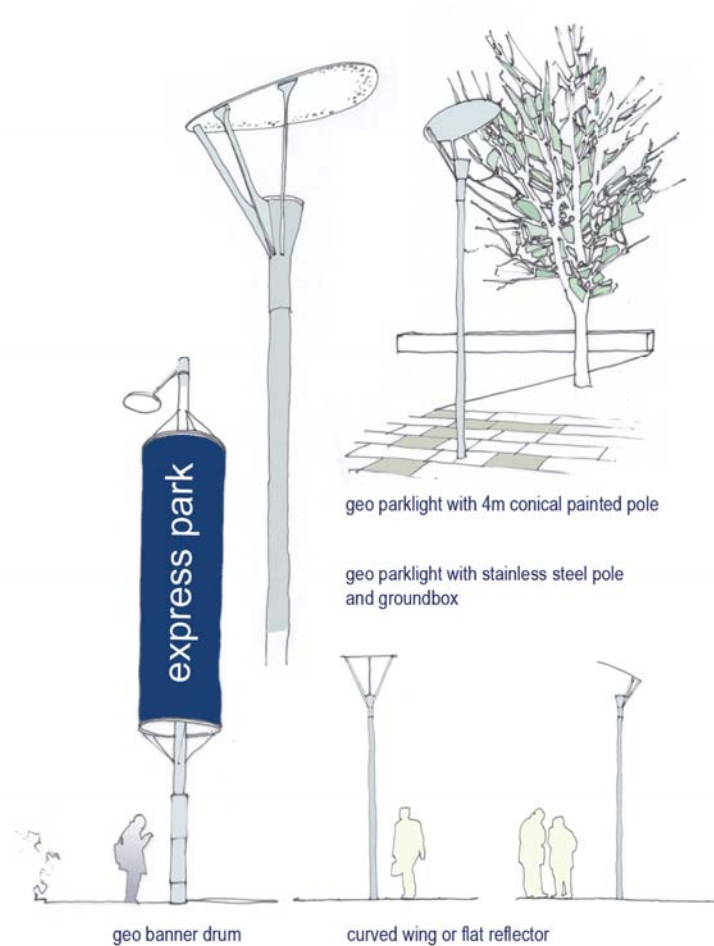 geo parklight with 4m conical painted pole
geo parklight with stainless steel pole
and groundbox
express park
geo banner drum
curved wing or flat reflector